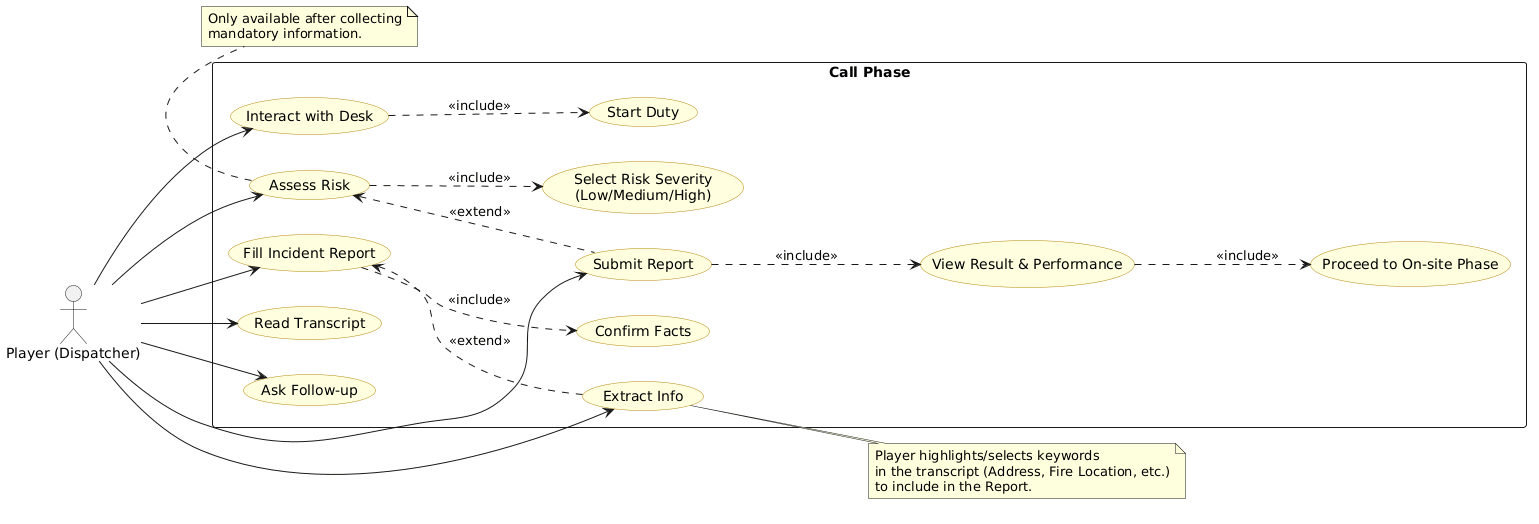 Only available after collecting
mandatory information.
Call Phase
Interact with Desk
«include»
Start Duty
Assess Risk
«include»
Select Risk Severity
(Low/Medium/High)
«extend»
Fill Incident Report
Submit Report
«include»
View Result & Performance
«include»
Proceed to On-site Phase
«include»
Read Transcript
Confirm Facts
«extend»
Player (Dispatcher)
Ask Follow-up
Extract Info
Player highlights/selects keywords
in the transcript (Address, Fire Location, etc.)
to include in the Report.